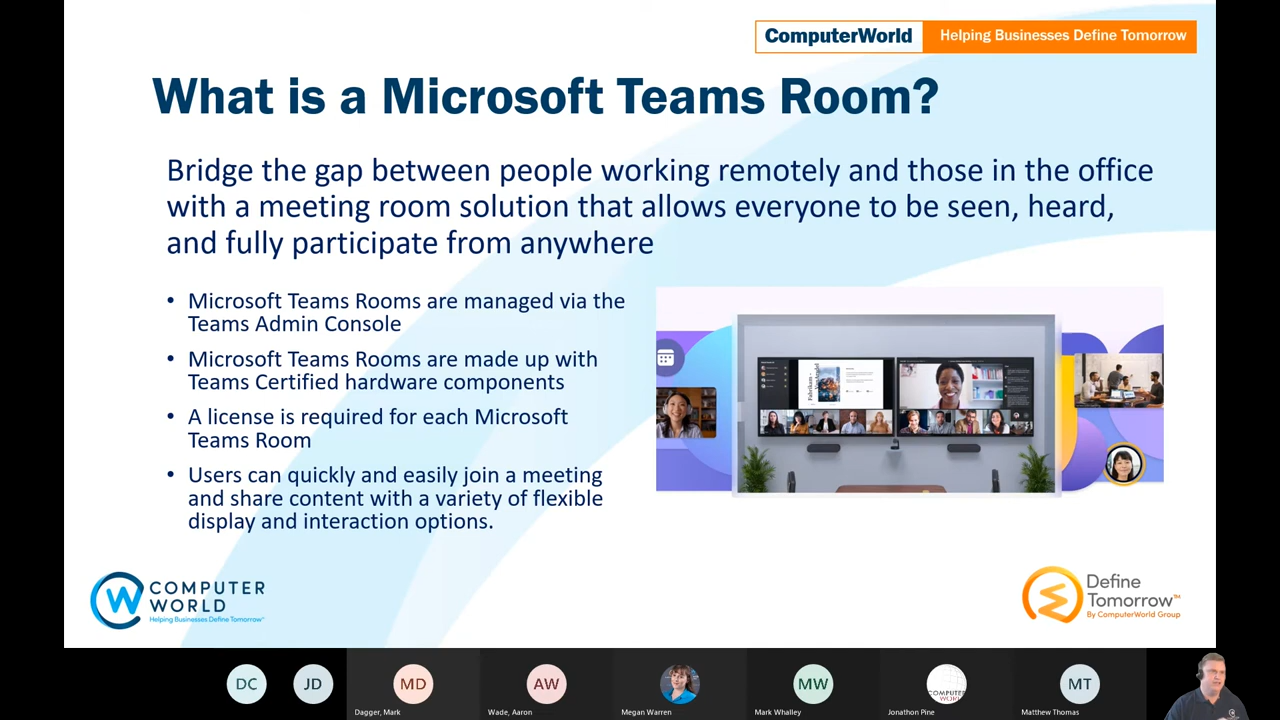 ComputerWorld Helping Businesses Define Tomorrow
What is a Microsoft Teams Room?
Bridge the gap between people working remotely and those in the office
with a meeting room solution that allows everyone to be seen, heard,
and fully participate from anywhere
• Microsoft Teams Rooms are managed via the
Teams Admin Console
• Microsoft Teams Rooms are made up with
Teams Certified hardware components
• A license is required for each Microsoft
Teams Room
• Users can quickly and easily join a meeting
and share content with a variety of flexible
display and interaction options.
COMPUTER
WORLD
Helping Businesses Define Tomorrow
Define
Tomorrow™
By ComputerWorld Group
DC JD MD AW MW COMPUTER MT
Dagger, Mark Wade, Aaron Megan Warren Mark Whalley Jonathon Pine Matthew Thomas